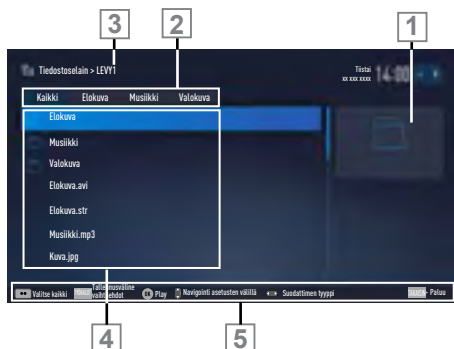 3
2
1
Tiedostoselain > LEVY1
Tiistai
xx xxx xxxx
14:00
Kaikki Elokuva Musiikki Valokuva
Elokuva
Musiikki
Valokuva
Elokuva.avi
Elokuva.str
Musiikki.mp3
Kuva.jpg
Valitse kaikki
Tallennusväline
vaihtoehdot
OK Play
Navigointi asetusten välillä
Suodattimen tyyppi
Paluu
4
5